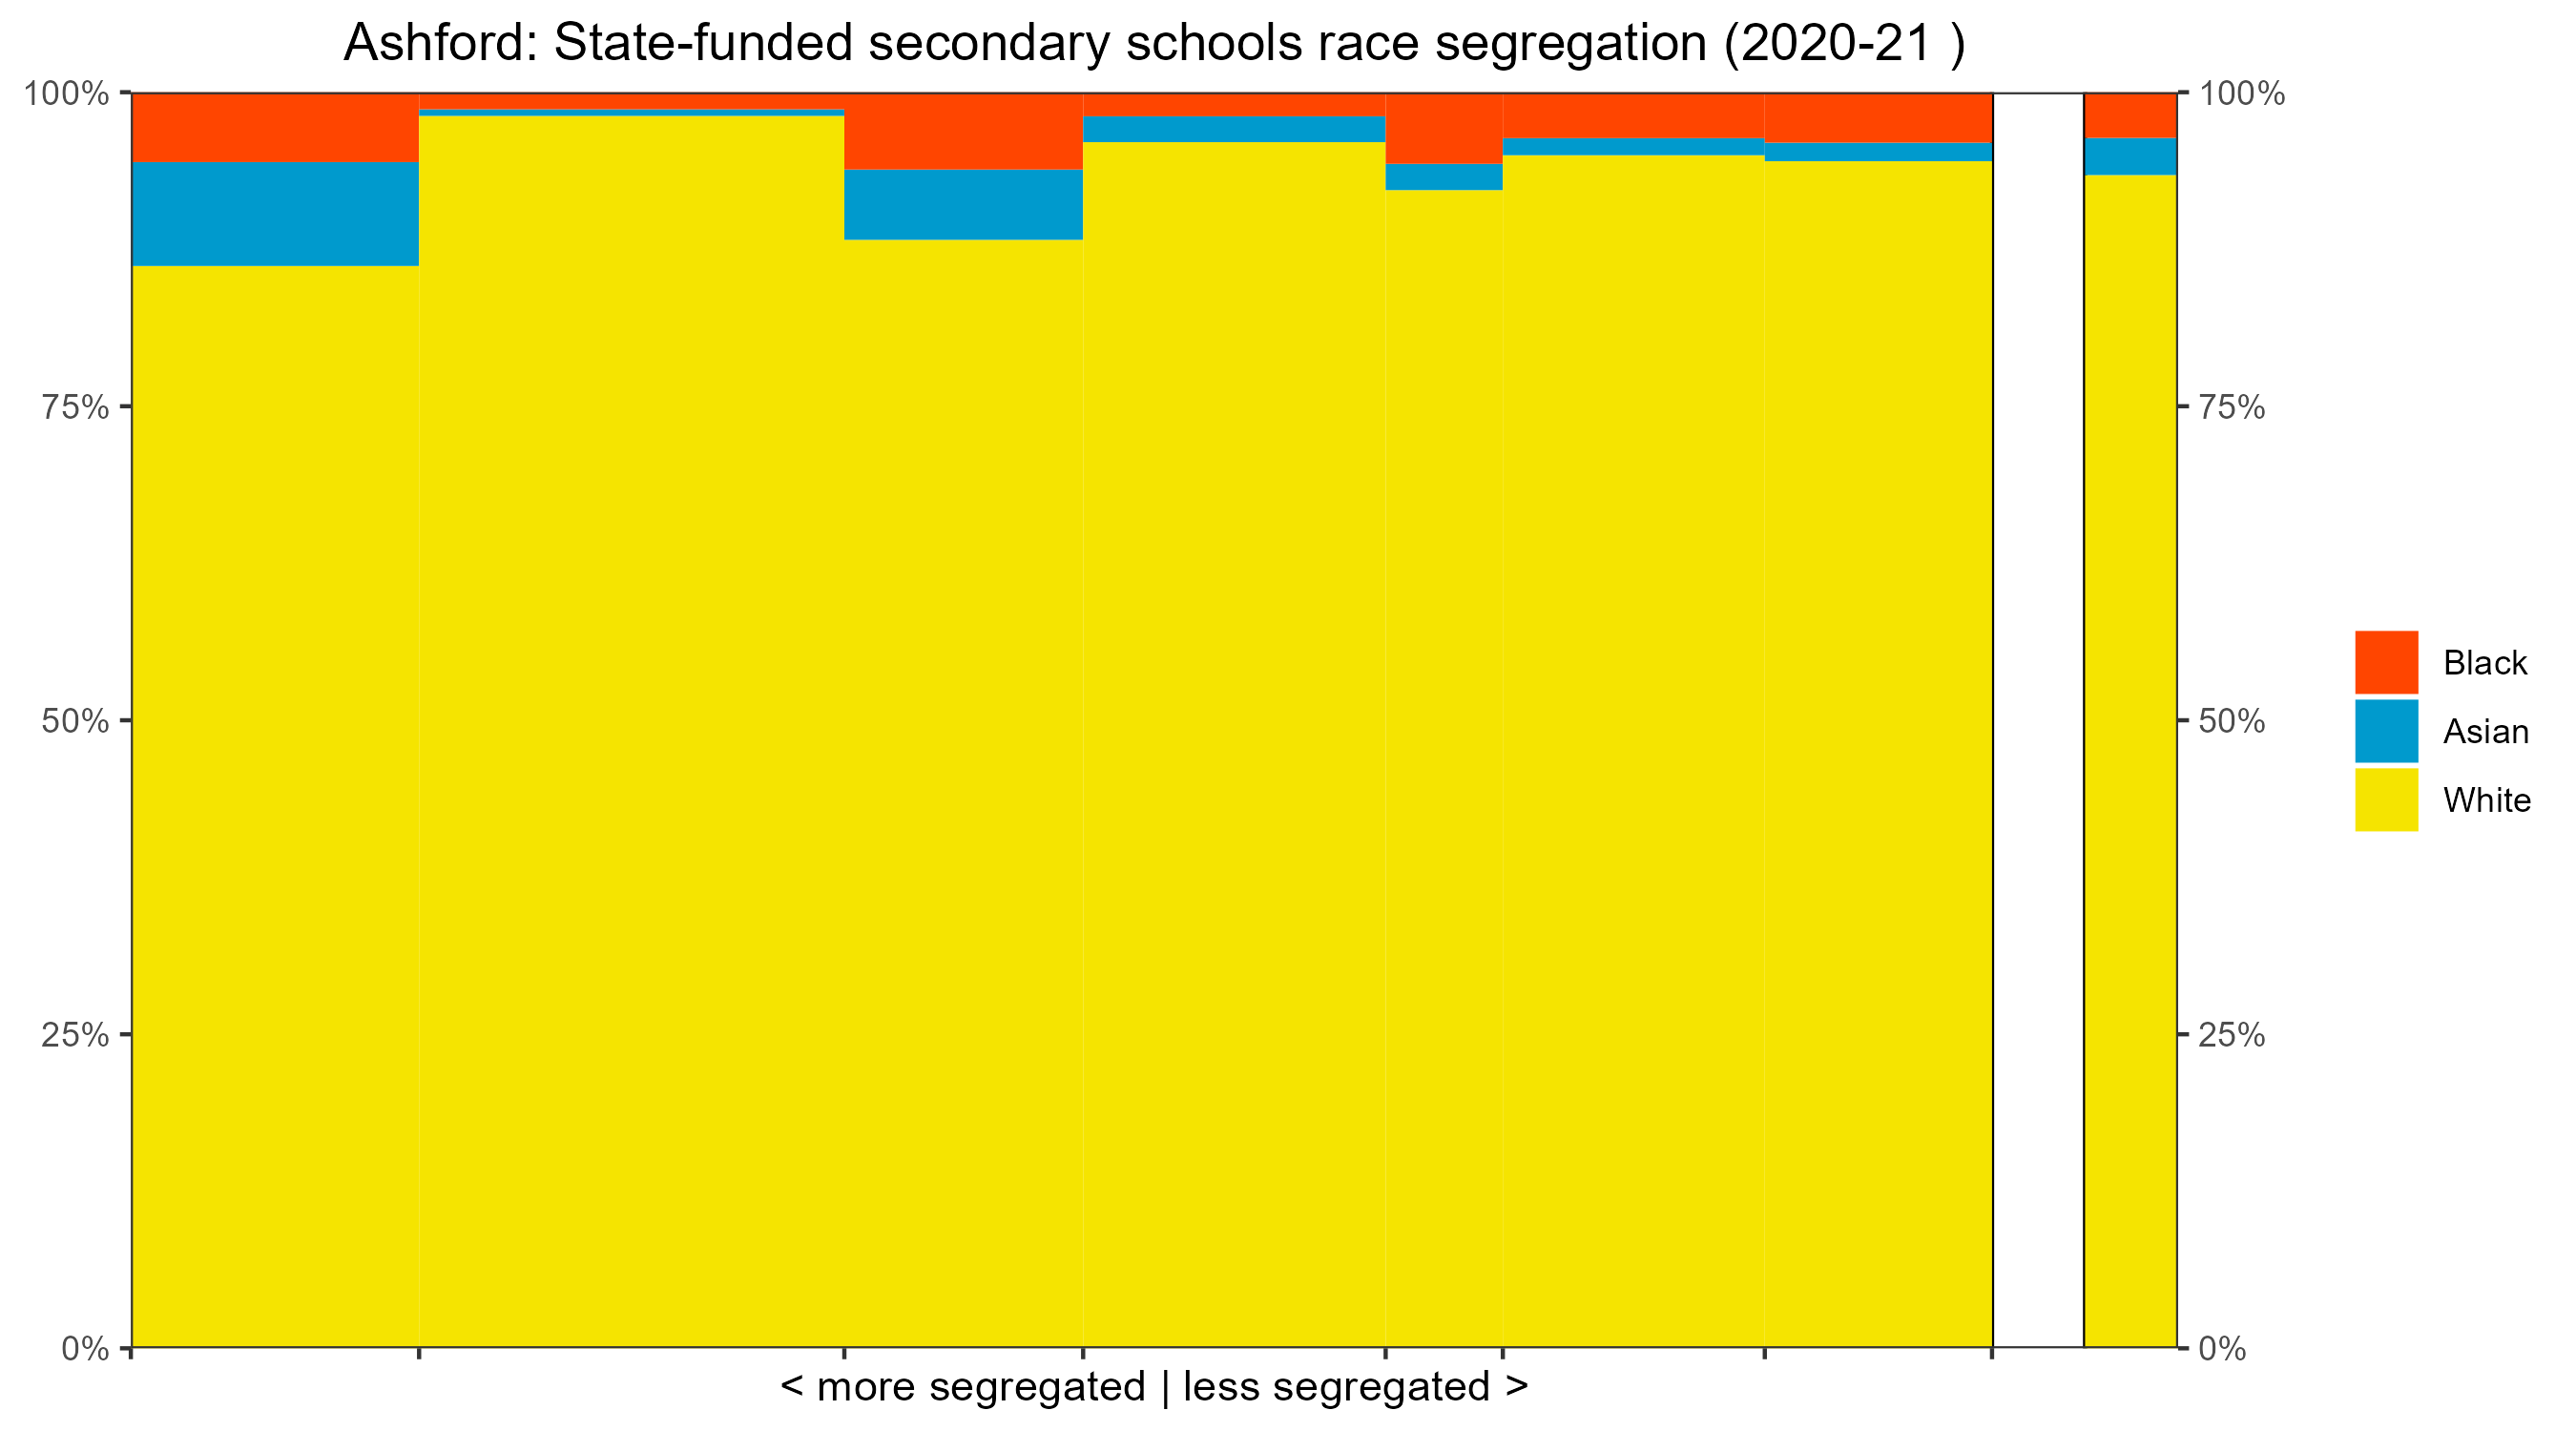 Ashford: State-funded secondary schools race segregation (2020-21 )
100%
75%
50%
25%
0%
100%
75%
50%
25%
0%
Black
Asian
White
< more segregated | less segregated >